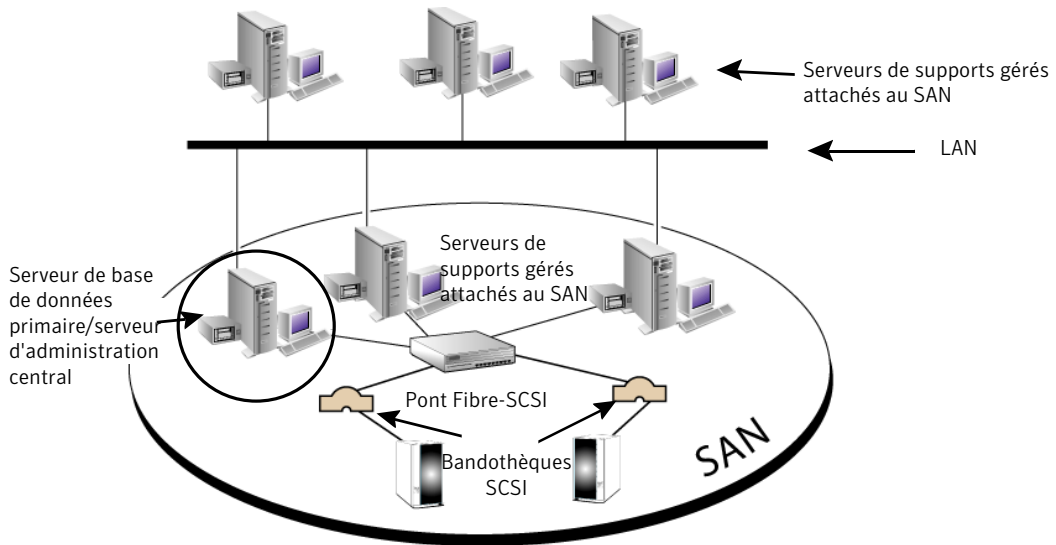 Serveurs de supports gérés
attachés au SAN
LAN
Serveurs de
supports gérés
attachés au SAN
Serveur de base
de données
primaire/serveur
d'administration
central
Pont Fibre-SCSI
Bandothèques
SCSI
SAN